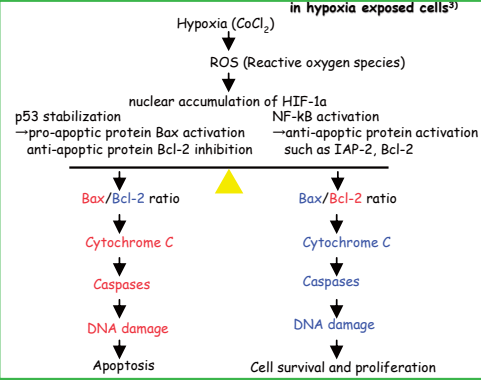 in hypoxia exposed cells3)
Hypoxia (CoCl2)
ROS (Reactive oxygen species)
nuclear accumulation of HIF-1a
p53 stabilization
→pro-apoptic protein Bax activation
anti-apoptic protein Bcl-2 inhibition
NF-kB activation
→anti-apoptic protein activation
such as IAP-2, Bcl-2
Bax/Bcl-2 ratio
Cytochrome C
Caspases
DNA damage
Apoptosis
Bax/Bcl-2 ratio
Cytochrome C
Caspases
DNA damage
Cell survival and proliferation